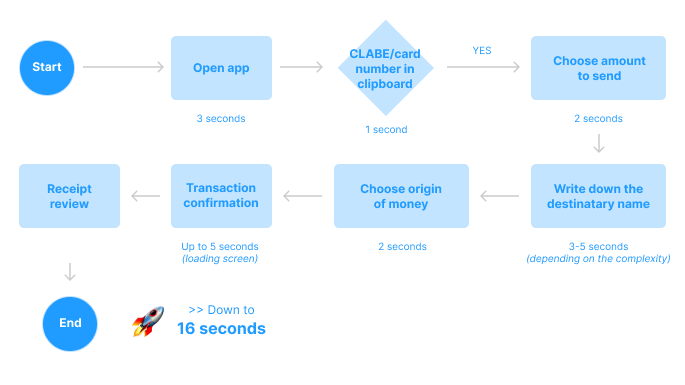 Start
Open app
3 seconds
CLABE/card
number in
clipboard
1 second
YES
Choose amount
to send
2 seconds
Write down the
destinatary name
3-5 seconds
(depending on the complexity)
Choose origin
of money
2 seconds
Transaction
confirmation
Up to 5 seconds
(loading screen)
Receipt
review
End
>> Down to
16 seconds